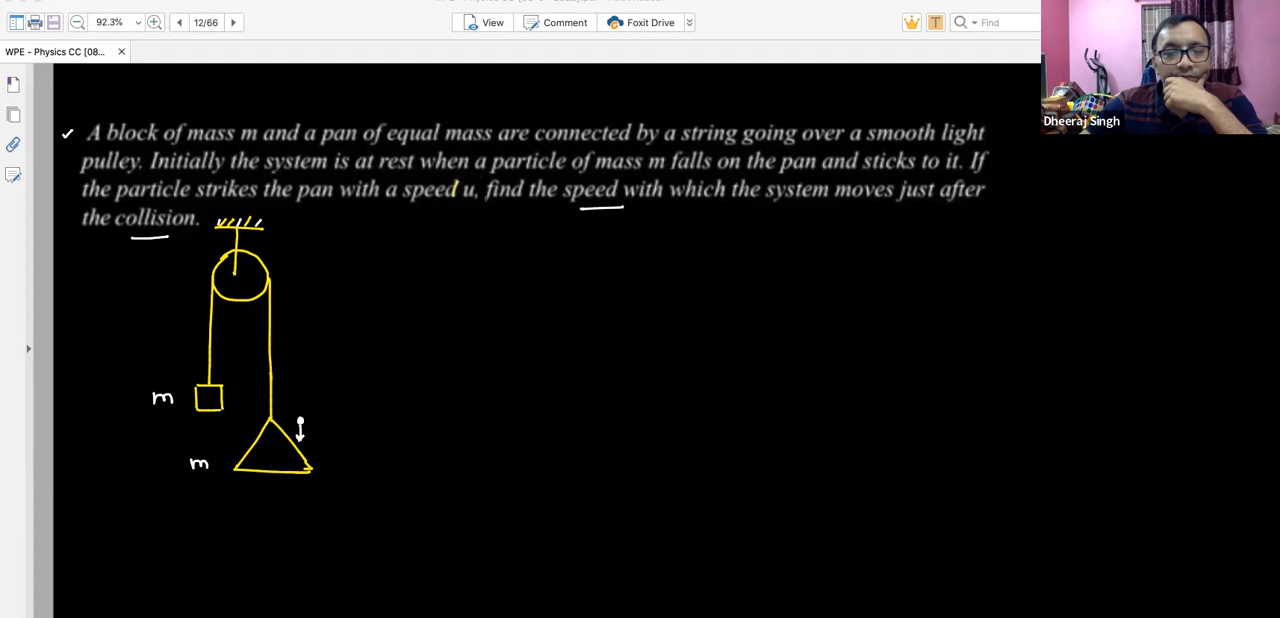 92.3%
12/66
View
Comment
Foxit Drive
T
Find
WPE - Physics CC [08...
A block of mass m and a pan of equal mass are connected by a string going over a smooth light
pulley. Initially the system is at rest when a particle of mass m falls on the pan and sticks to it. If
the particle strikes the pan with a speed u, find the speed with which the system moves just after
the collision.
Dheeraj Singh
m
m